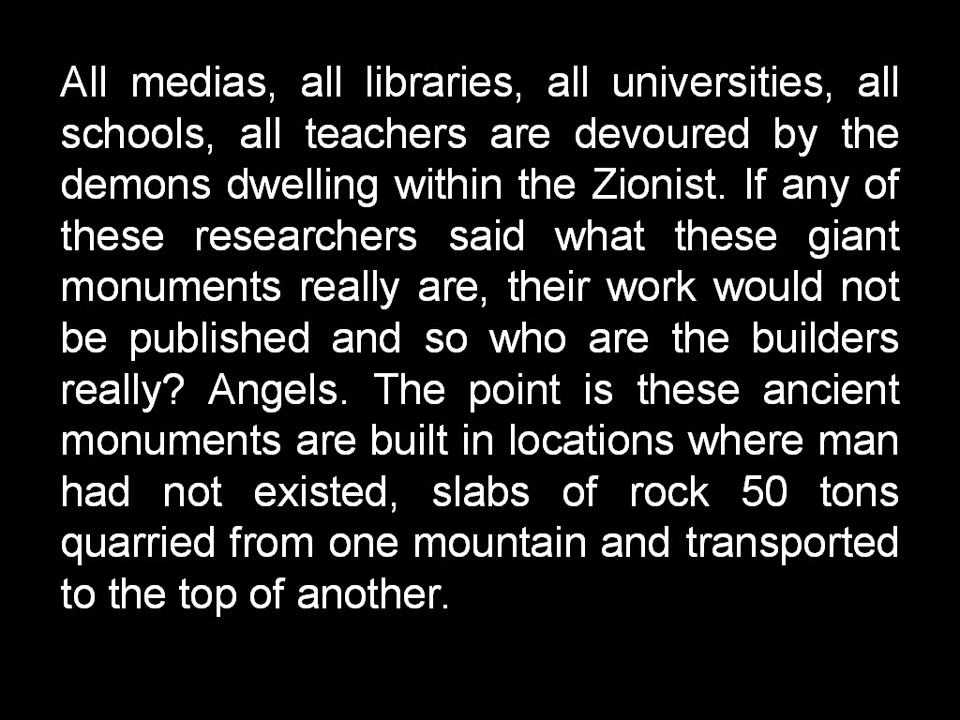 All medias, all libraries, all universities, all
schools, all teachers are devoured by the
demons dwelling within the Zionist. If any of
these researchers said what these giant
monuments really are, their work would not
be published and so who are the builders
really? Angels. The point is these ancient
monuments are built in locations where man
had not existed, slabs of rock 50 tons
quarried from one mountain and transported
to the top of another.